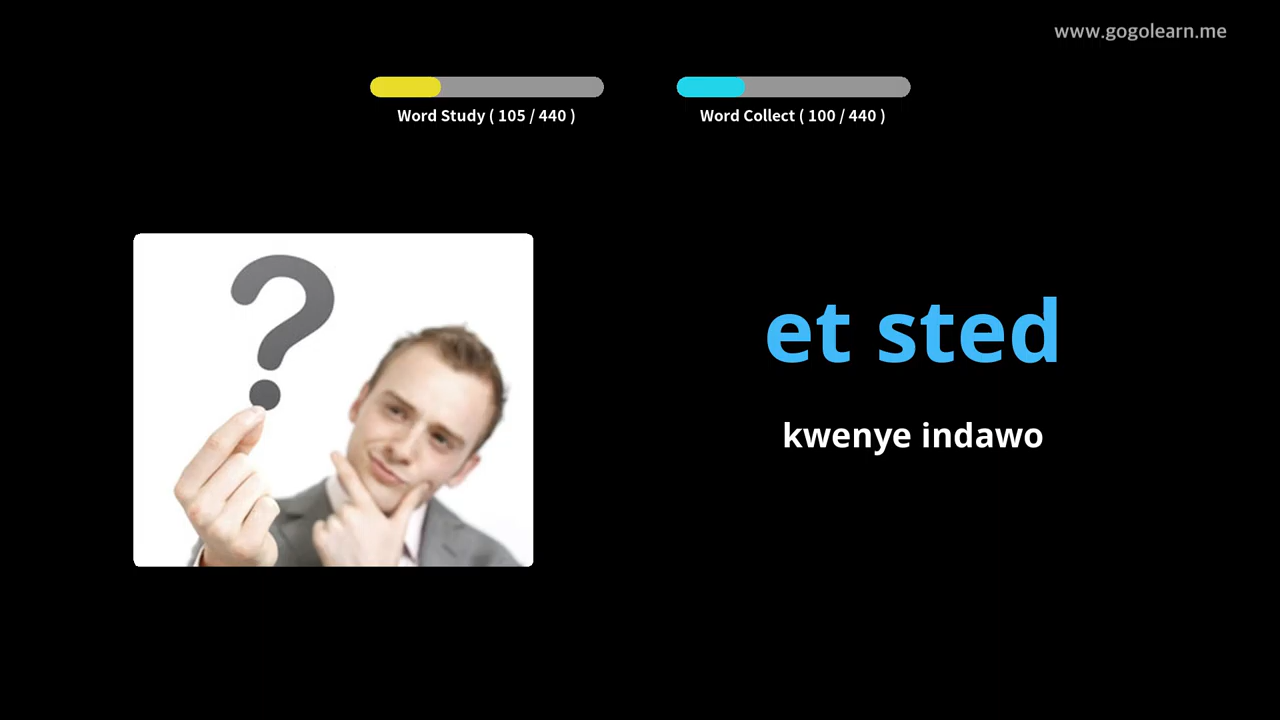 www.gogolearn.me
Word Study ( 105 / 440 )
Word Collect ( 100 / 440 )
et sted
kwenye indawo